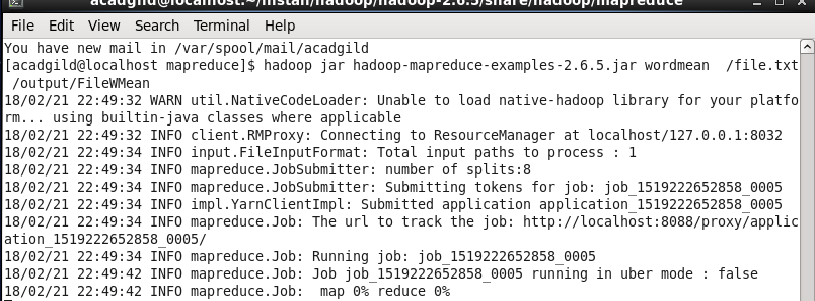 acadgild@localhost:~/install/hadoop/hadoop-2.6.5/share/hadoop/mapreduce
File Edit View Search Terminal Help
You have new mail in /var/spool/mail/acadgild
[acadgild@localhost mapreduce]$ hadoop jar hadoop-mapreduce-examples-2.6.5.jar wordmean  /file.txt
 /output/FileWMean
18/02/21 22:49:32 WARN util.NativeCodeLoader: Unable to load native-hadoop library for your platfo
rm... using builtin-java classes where applicable
18/02/21 22:49:32 INFO client.RMProxy: Connecting to ResourceManager at localhost/127.0.0.1:8032
18/02/21 22:49:34 INFO input.FileInputFormat: Total input paths to process : 1
18/02/21 22:49:34 INFO mapreduce.JobSubmitter: number of splits:8
18/02/21 22:49:34 INFO mapreduce.JobSubmitter: Submitting tokens for job: job_1519222652858_0005
18/02/21 22:49:34 INFO impl.YarnClientImpl: Submitted application application_1519222652858_0005
18/02/21 22:49:34 INFO mapreduce.Job: The url to track the job: http://localhost:8088/proxy/applic
ation_1519222652858_0005/
18/02/21 22:49:34 INFO mapreduce.Job: Running job: job_1519222652858_0005
18/02/21 22:49:42 INFO mapreduce.Job: Job job_1519222652858_0005 running in uber mode : false
18/02/21 22:49:42 INFO mapreduce.Job:  map 0% reduce 0%